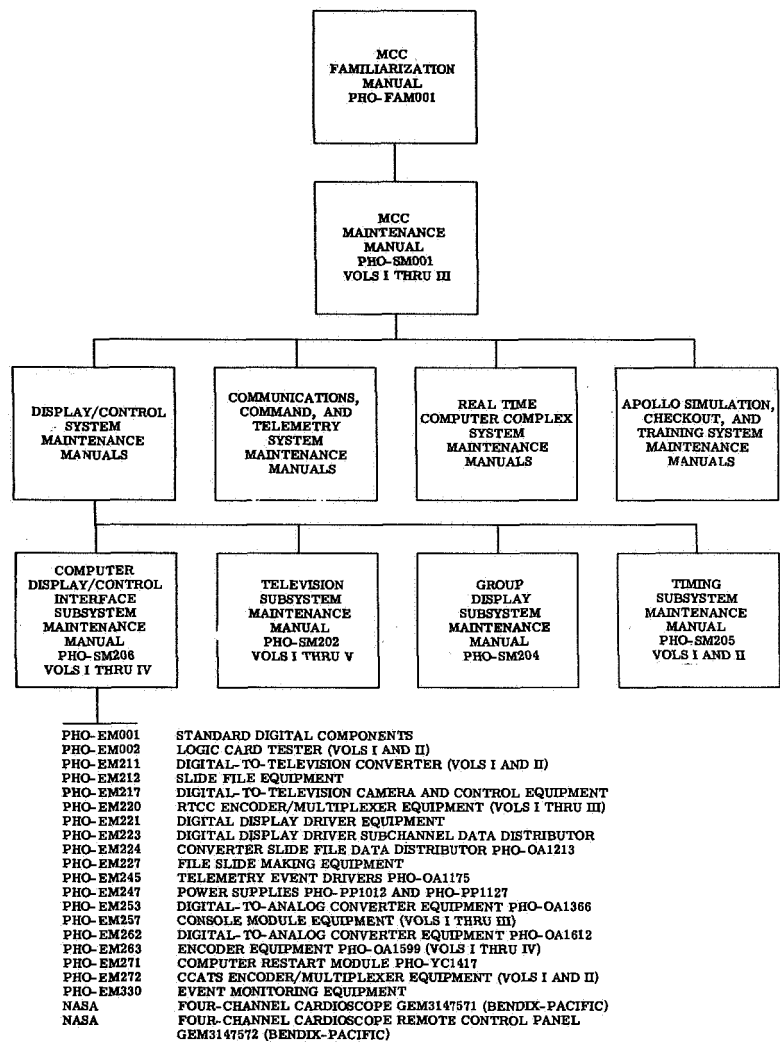 MCC
FAMILIARIZATION
MANUAL
PHO-FAM001
MCC
MAINTENANCE
MANUAL
PHO-SM001
VOLS I THRU III
DISPLAY/CONTROL
SYSTEM
MAINTENANCE
MANUALS
COMMUNICATIONS,
COMMAND, AND
TELEMETRY
SYSTEM
MAINTENANCE
MANUALS
REAL TIME
COMPUTER COMPLEX
SYSTEM
MAINTENANCE
MANUALS
APOLLO SIMULATION,
CHECKOUT, AND
TRAINING SYSTEM
MAINTENANCE
MANUALS
COMPUTER
DISPLAY/CONTROL
INTERFACE
SUBSYSTEM
MAINTENANCE
MANUAL
PHO-SM206
VOLS I THRU IV
TELEVISION
SUBSYSTEM
MAINTENANCE
MANUAL
PHO-SM202
VOLS I THRU V
GROUP
DISPLAY
SUBSYSTEM
MAINTENANCE
MANUAL
PHO-SM204
TIMING
SUBSYSTEM
MAINTENANCE
MANUAL
PHO-SM205
VOLS I AND II
PHO-EM001 STANDARD DIGITAL COMPONENTS
PHO-EM002 LOGIC CARD TESTER (VOLS I AND II)
PHO-EM211 DIGITAL-TO-TELEVISION CONVERTER (VOLS I AND II)
PHO-EM212 SLIDE FILE EQUIPMENT
PHO-EM217 DIGITAL-TO-TELEVISION CAMERA AND CONTROL EQUIPMENT
PHO-EM220 RTCC ENCODER/MULTIPLEXER EQUIPMENT (VOLS I THRU III)
PHO-EM221 DIGITAL DISPLAY DRIVER EQUIPMENT
PHO-EM223 DIGITAL DISPLAY DRIVER SUBCHANNEL DATA DISTRIBUTOR
PHO-EM224 CONVERTER SLIDE FILE DATA DISTRIBUTOR PHO-OA1213
PHO-EM227 FILE SLIDE MAKING EQUIPMENT
PHO-EM245 TELEMETRY EVENT DRIVERS PHO-OA1175
PHO-EM247 POWER SUPPLIES PHO-PP1012 AND PHO-PP1127
PHO-EM253 DIGITAL-TO-ANALOG CONVERTER EQUIPMENT PHO-OA1366
PHO-EM257 CONSOLE MODULE EQUIPMENT (VOLS I THRU III)
PHO-EM262 DIGITAL-TO-ANALOG CONVERTER EQUIPMENT PHO-OA1612
PHO-EM263 ENCODER EQUIPMENT PHO-OA1599 (VOLS I THRU IV)
PHO-EM271 COMPUTER RESTART MODULE PHO-YC1417
PHO-EM272 CCATS ENCODER/MULTIPLEXER EQUIPMENT (VOLS I AND II)
PHO-EM330 EVENT MONITORING EQUIPMENT
NASA FOUR-CHANNEL CARDIOSCOPE GEM3147571 (BENDIX-PACIFIC)
NASA FOUR-CHANNEL CARDIOSCOPE REMOTE CONTROL PANEL
GEM3147572 (BENDIX-PACIFIC)